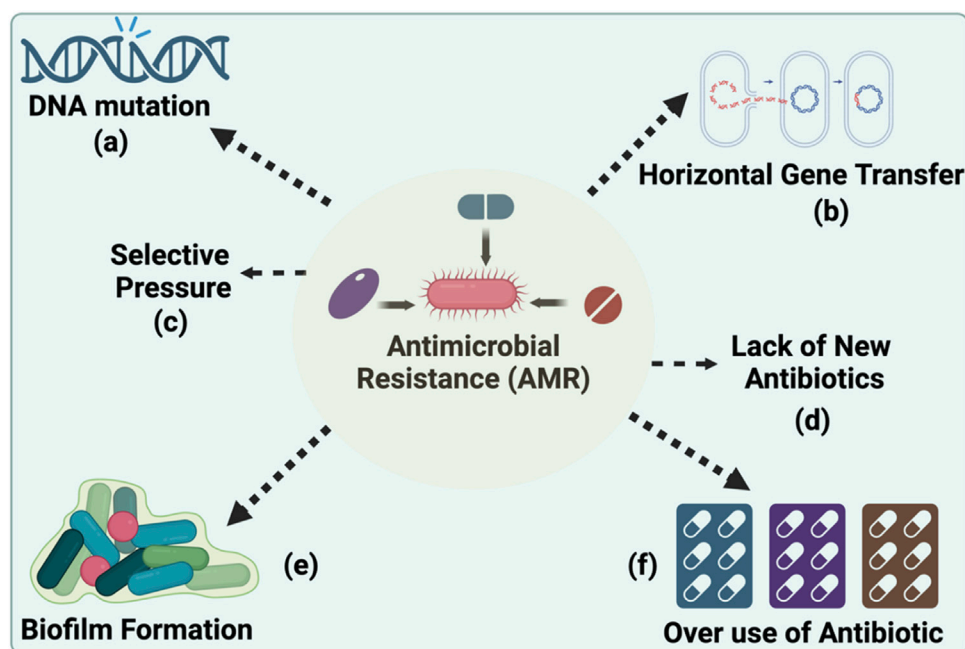 DNA mutation
(a)
Horizontal Gene Transfer
(b)
Selective
Pressure
(c)
Antimicrobial
Resistance (AMR)
Lack of New
Antibiotics
(d)
(e)
Biofilm Formation
(f)
Over use of Antibiotic